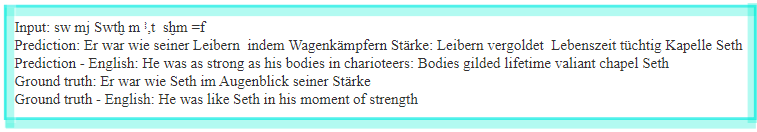 Input: sw mj Swtḫ m ꜣ.t sḫm =f
Prediction: Er war wie seiner Leibern indem Wagenkämpfern Stärke: Leibern vergoldet Lebenszeit tüchtig Kapelle Seth
Prediction - English: He was as strong as his bodies in charioteers: Bodies gilded lifetime valiant chapel Seth
Ground truth: Er war wie Seth im Augenblick seiner Stärke
Ground truth - English: He was like Seth in his moment of strength